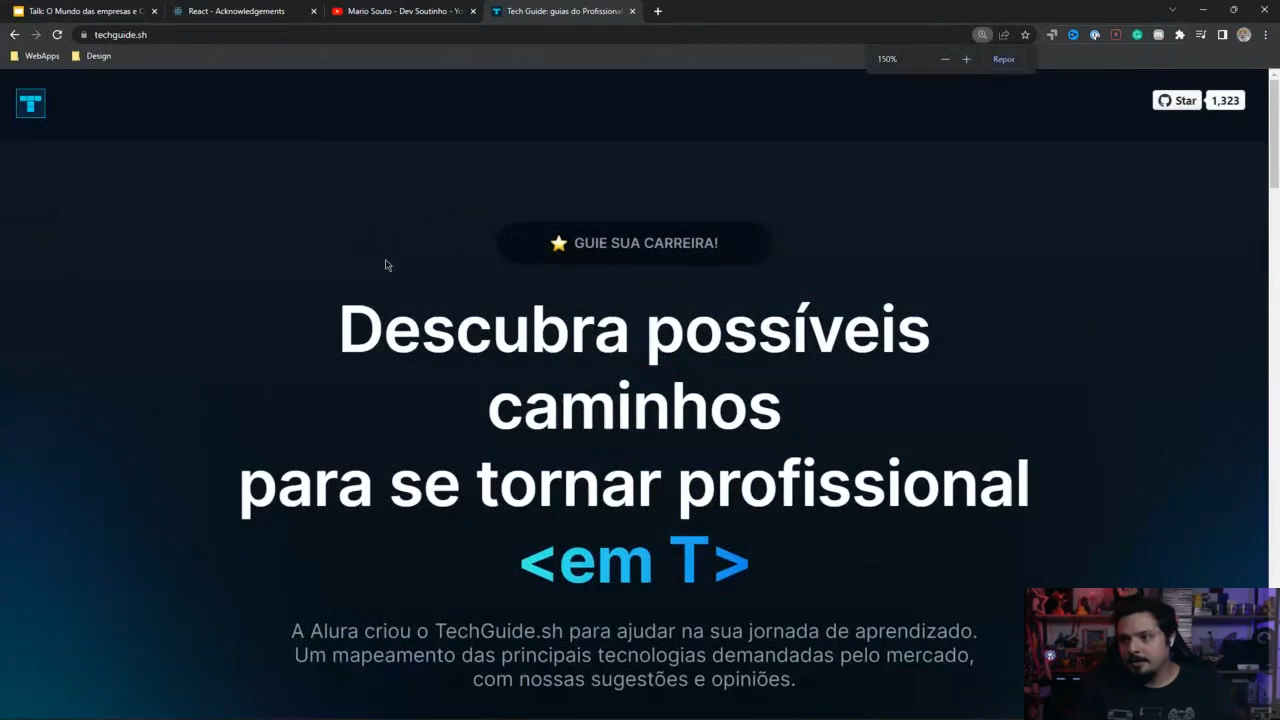 Talk: O Mundo das empresas e C
React - Acknowledgements
Mario Souto - Dev Soutinho - Yo
Tech Guide: guias do Profissional
techguide.sh
WebApps
Design
150%
Repor
T
Star
1,323
⭐ GUIE SUA CARREIRA!
Descubra possíveis
caminhos
para se tornar profissional
<em T>
A Alura criou o TechGuide.sh para ajudar na sua jornada de aprendizado.
Um mapeamento das principais tecnologias demandadas pelo mercado,
com nossas sugestões e opiniões.